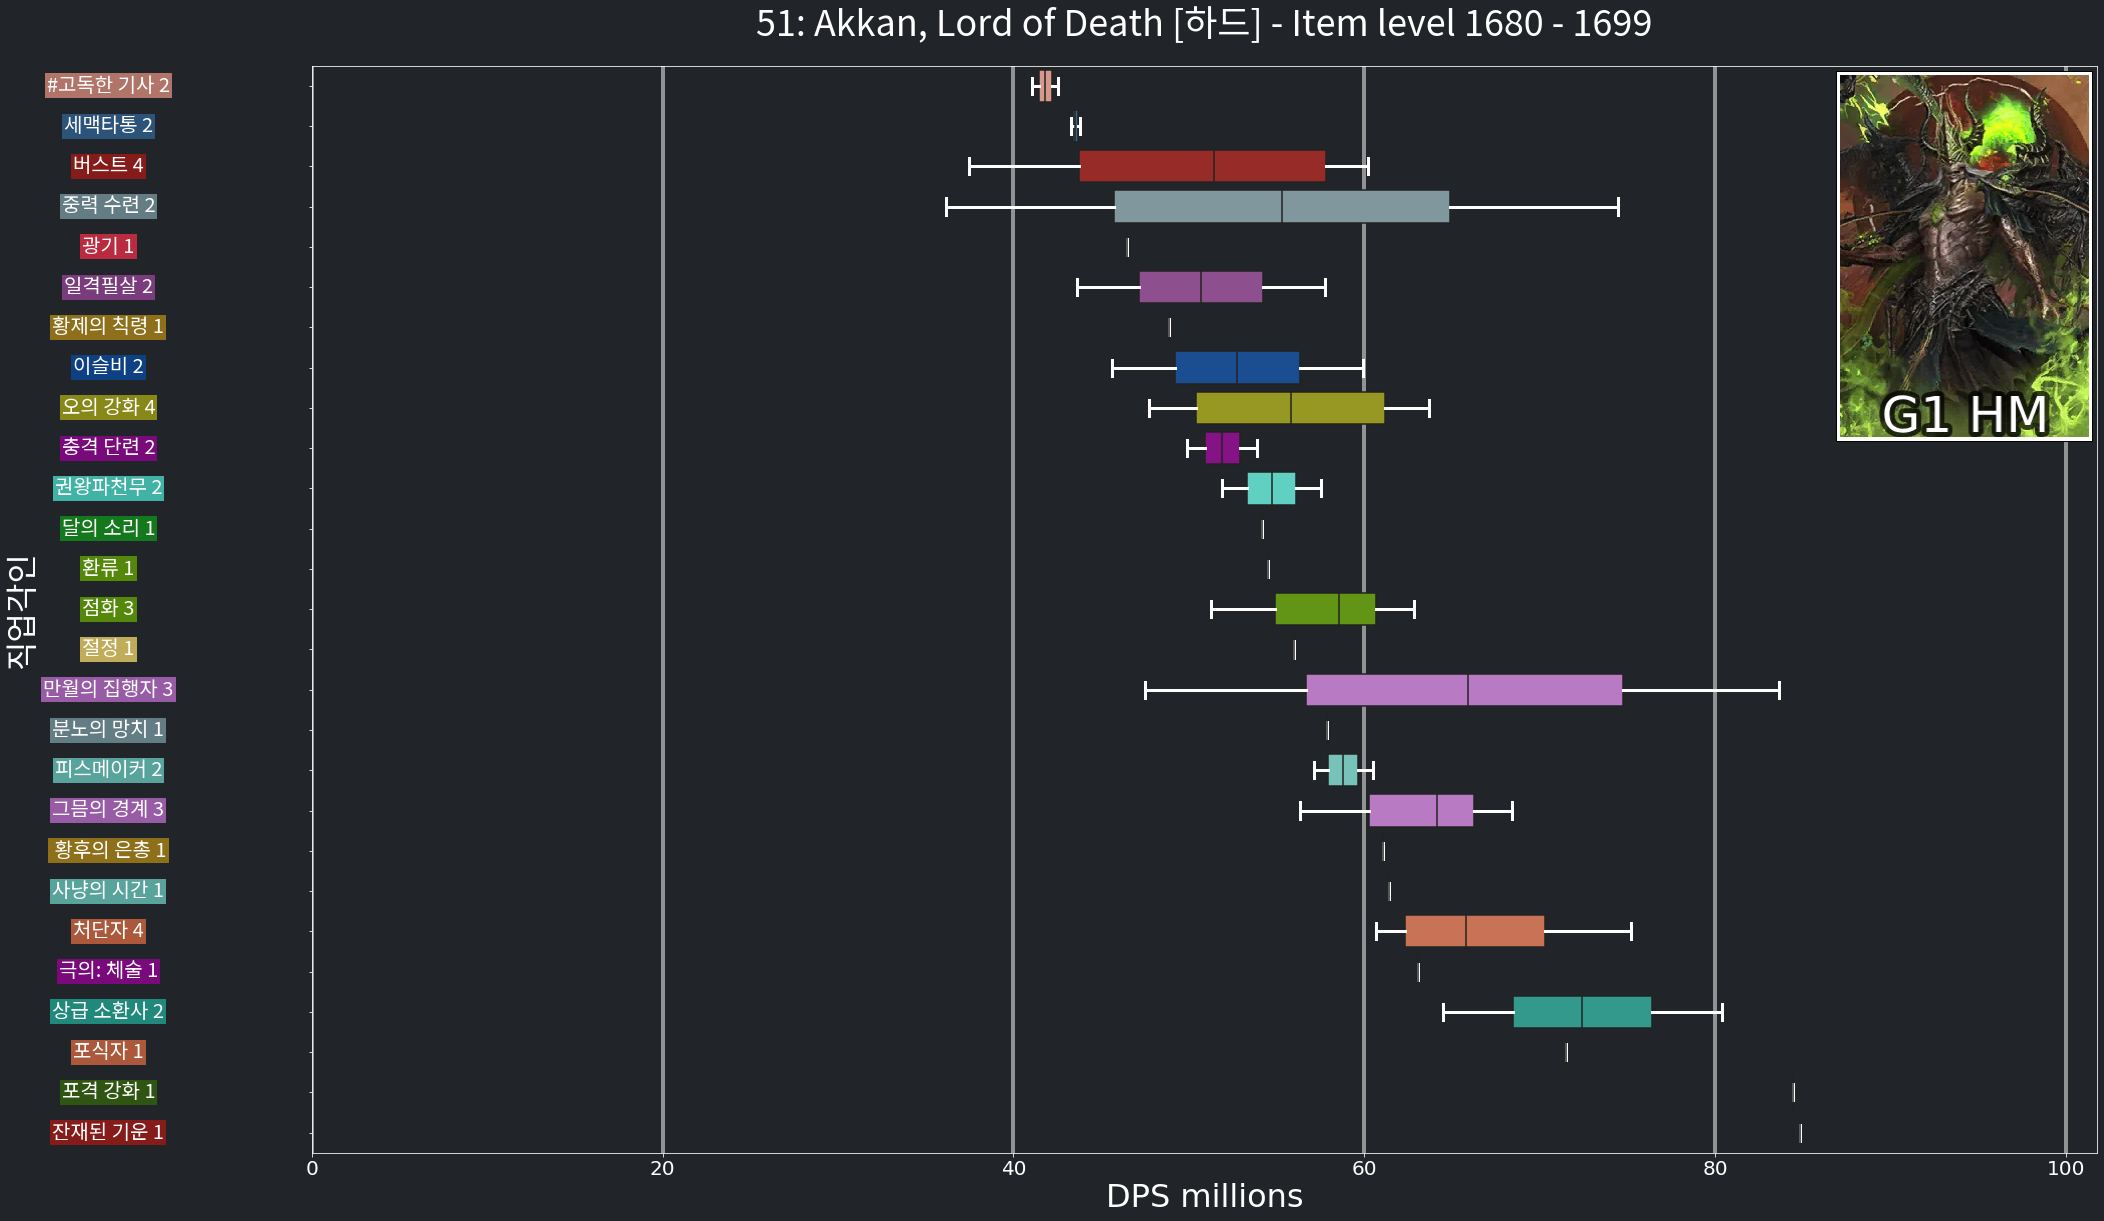 51: Akkan, Lord of Death [하드] - Item level 1680 - 1699
#고독한 기사 2
세맥타통 2
버스트 4
중력 수련 2
광기 1
일격필살 2
황제의 칙령 1
이슬비 2
오의 강화 4
충격 단련 2
권왕파천무 2
달의 소리 1
환류 1
점화 3
절정 1
만월의 집행자 3
분노의 망치 1
피스메이커 2
그믐의 경계 3
황후의 은총 1
사냥의 시간 1
처단자 4
극의: 체술 1
상급 소환사 2
포식자 1
포격 강화 1
잔재된 기운 1
직업각인
G1 HM
0 20 40 60 80 100
DPS millions